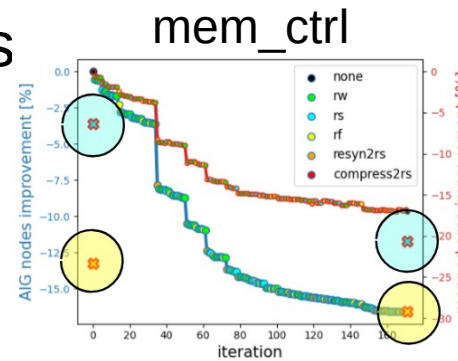 s
mem_ctrl
AIG nodes improvement [%]
0.0
-2.5
-5.0
-7.5
-10.0
-15.0
none
rw
rs
rf
resyn2rs
compress2rs
0
-5
-10
-15
-20
-25
-30
0 20 40 60 80 100 120 140 160
iteration